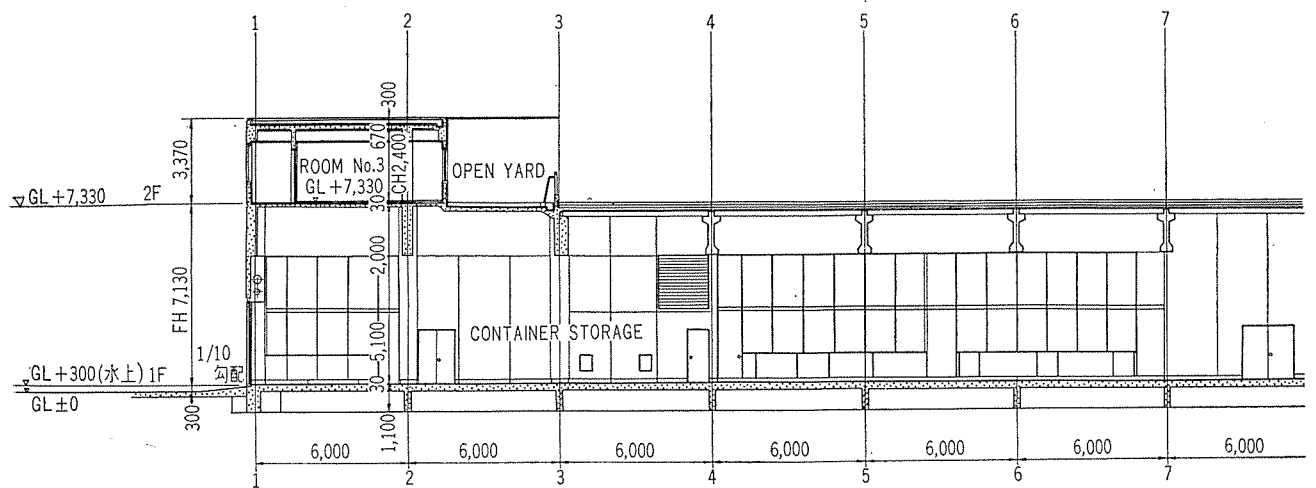 1 2 3 4 5 6 7
300
3,370
670
CH2,400
ROOM No.3
GL+7,330
OPEN YARD
30
GL+7,330 2F
2,000
FH 7,130
CONTAINER STORAGE
5,100
1/10
勾配
GL+300(水上) 1F
30
GL±0
300
1,100
6,000 6,000 6,000 6,000 6,000 6,000 6,000
1 2 3 4 5 6 7